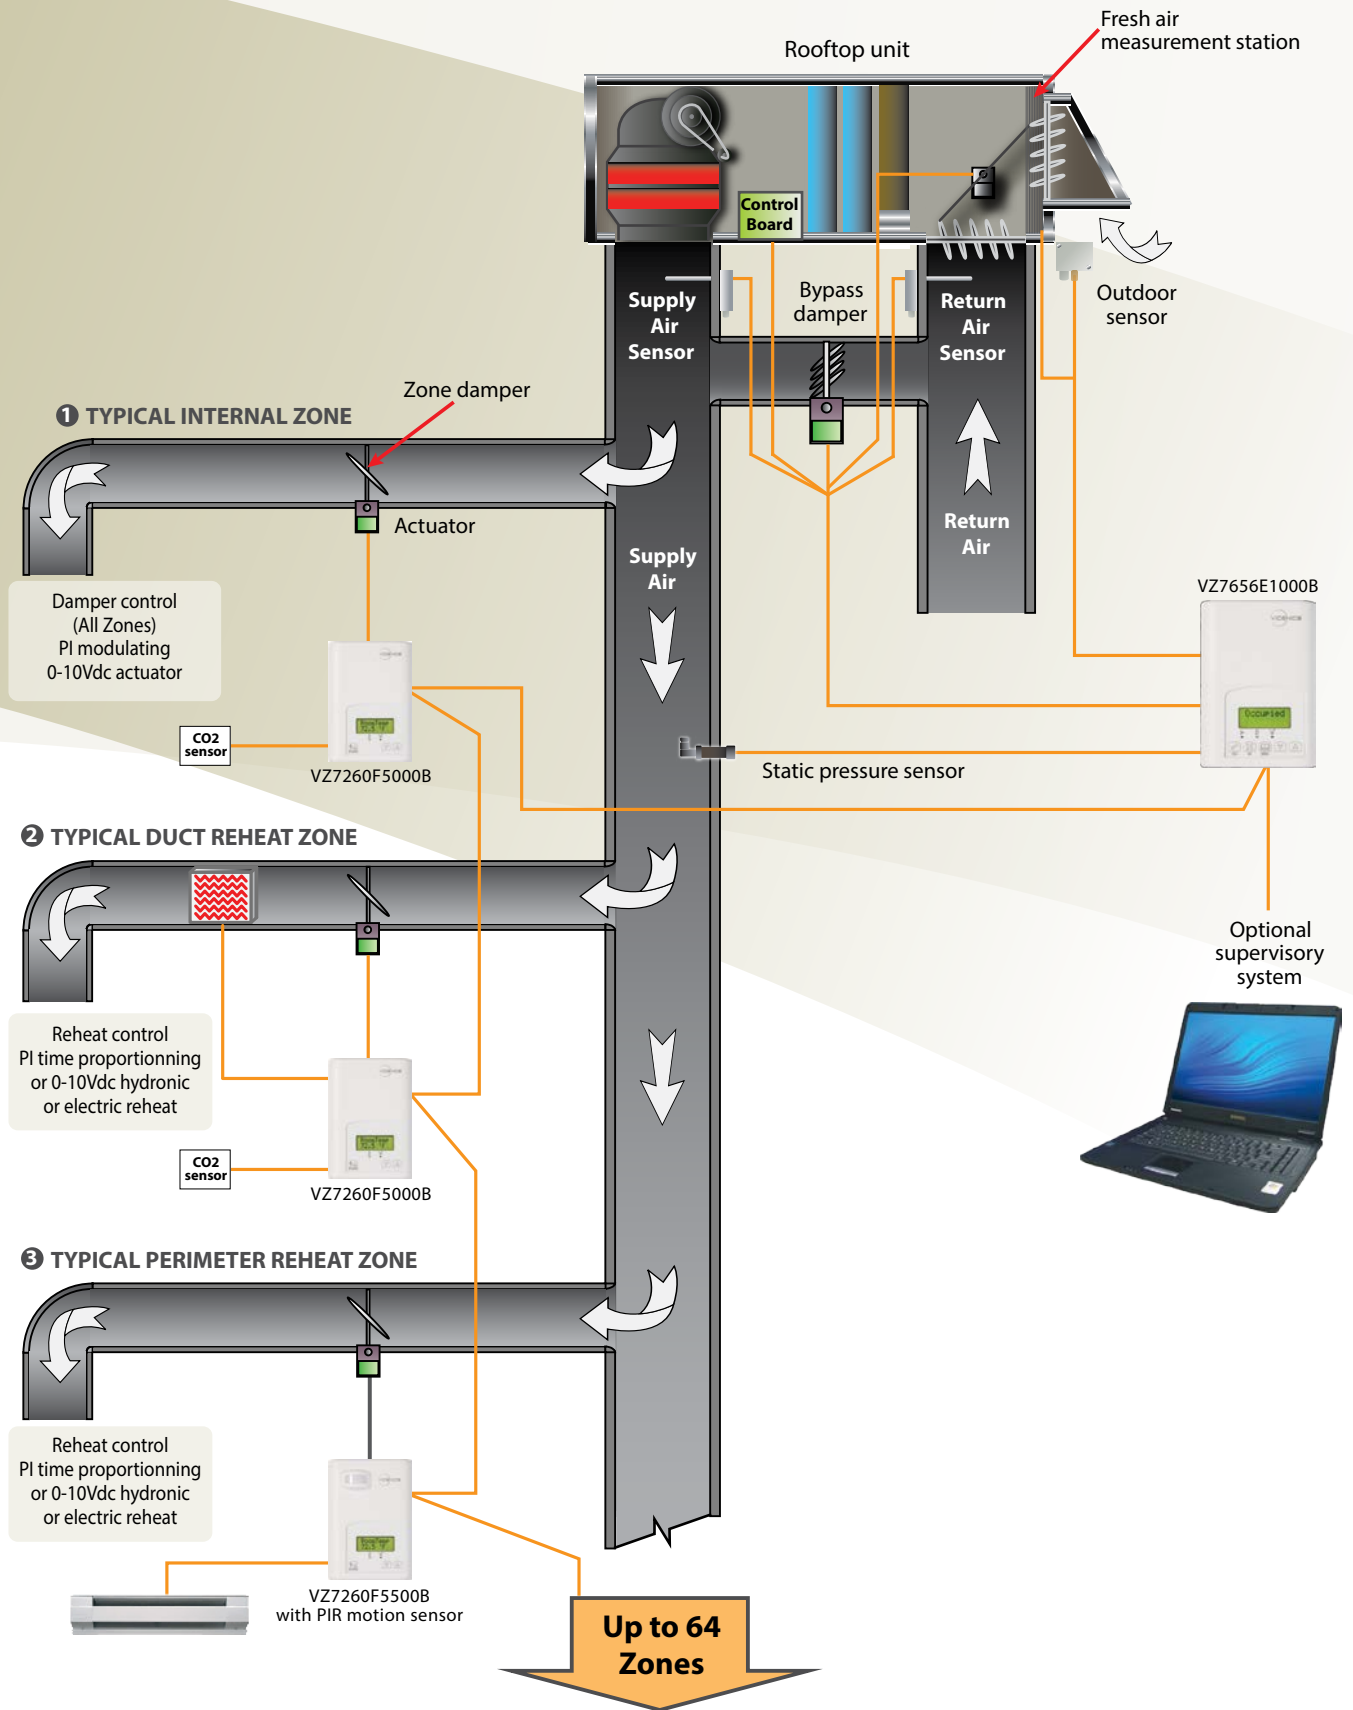 Fresh air
measurement station
Rooftop unit
Control
Board
Supply
Air
Sensor
Bypass
damper
Return
Air
Sensor
Outdoor
sensor
Zone damper
❶ TYPICAL INTERNAL ZONE
Actuator
Supply
Air
Return
Air
Damper control
(All Zones)
PI modulating
0-10Vdc actuator
VZ7656E1000B
Occupied
CO2
sensor
VZ7260F5000B
Static pressure sensor
❷ TYPICAL DUCT REHEAT ZONE
Optional
supervisory
system
Reheat control
PI time proportionning
or 0-10Vdc hydronic
or electric reheat
CO2
sensor
VZ7260F5000B
❸ TYPICAL PERIMETER REHEAT ZONE
Reheat control
PI time proportionning
or 0-10Vdc hydronic
or electric reheat
VZ7260F5500B
with PIR motion sensor
Up to 64
Zones